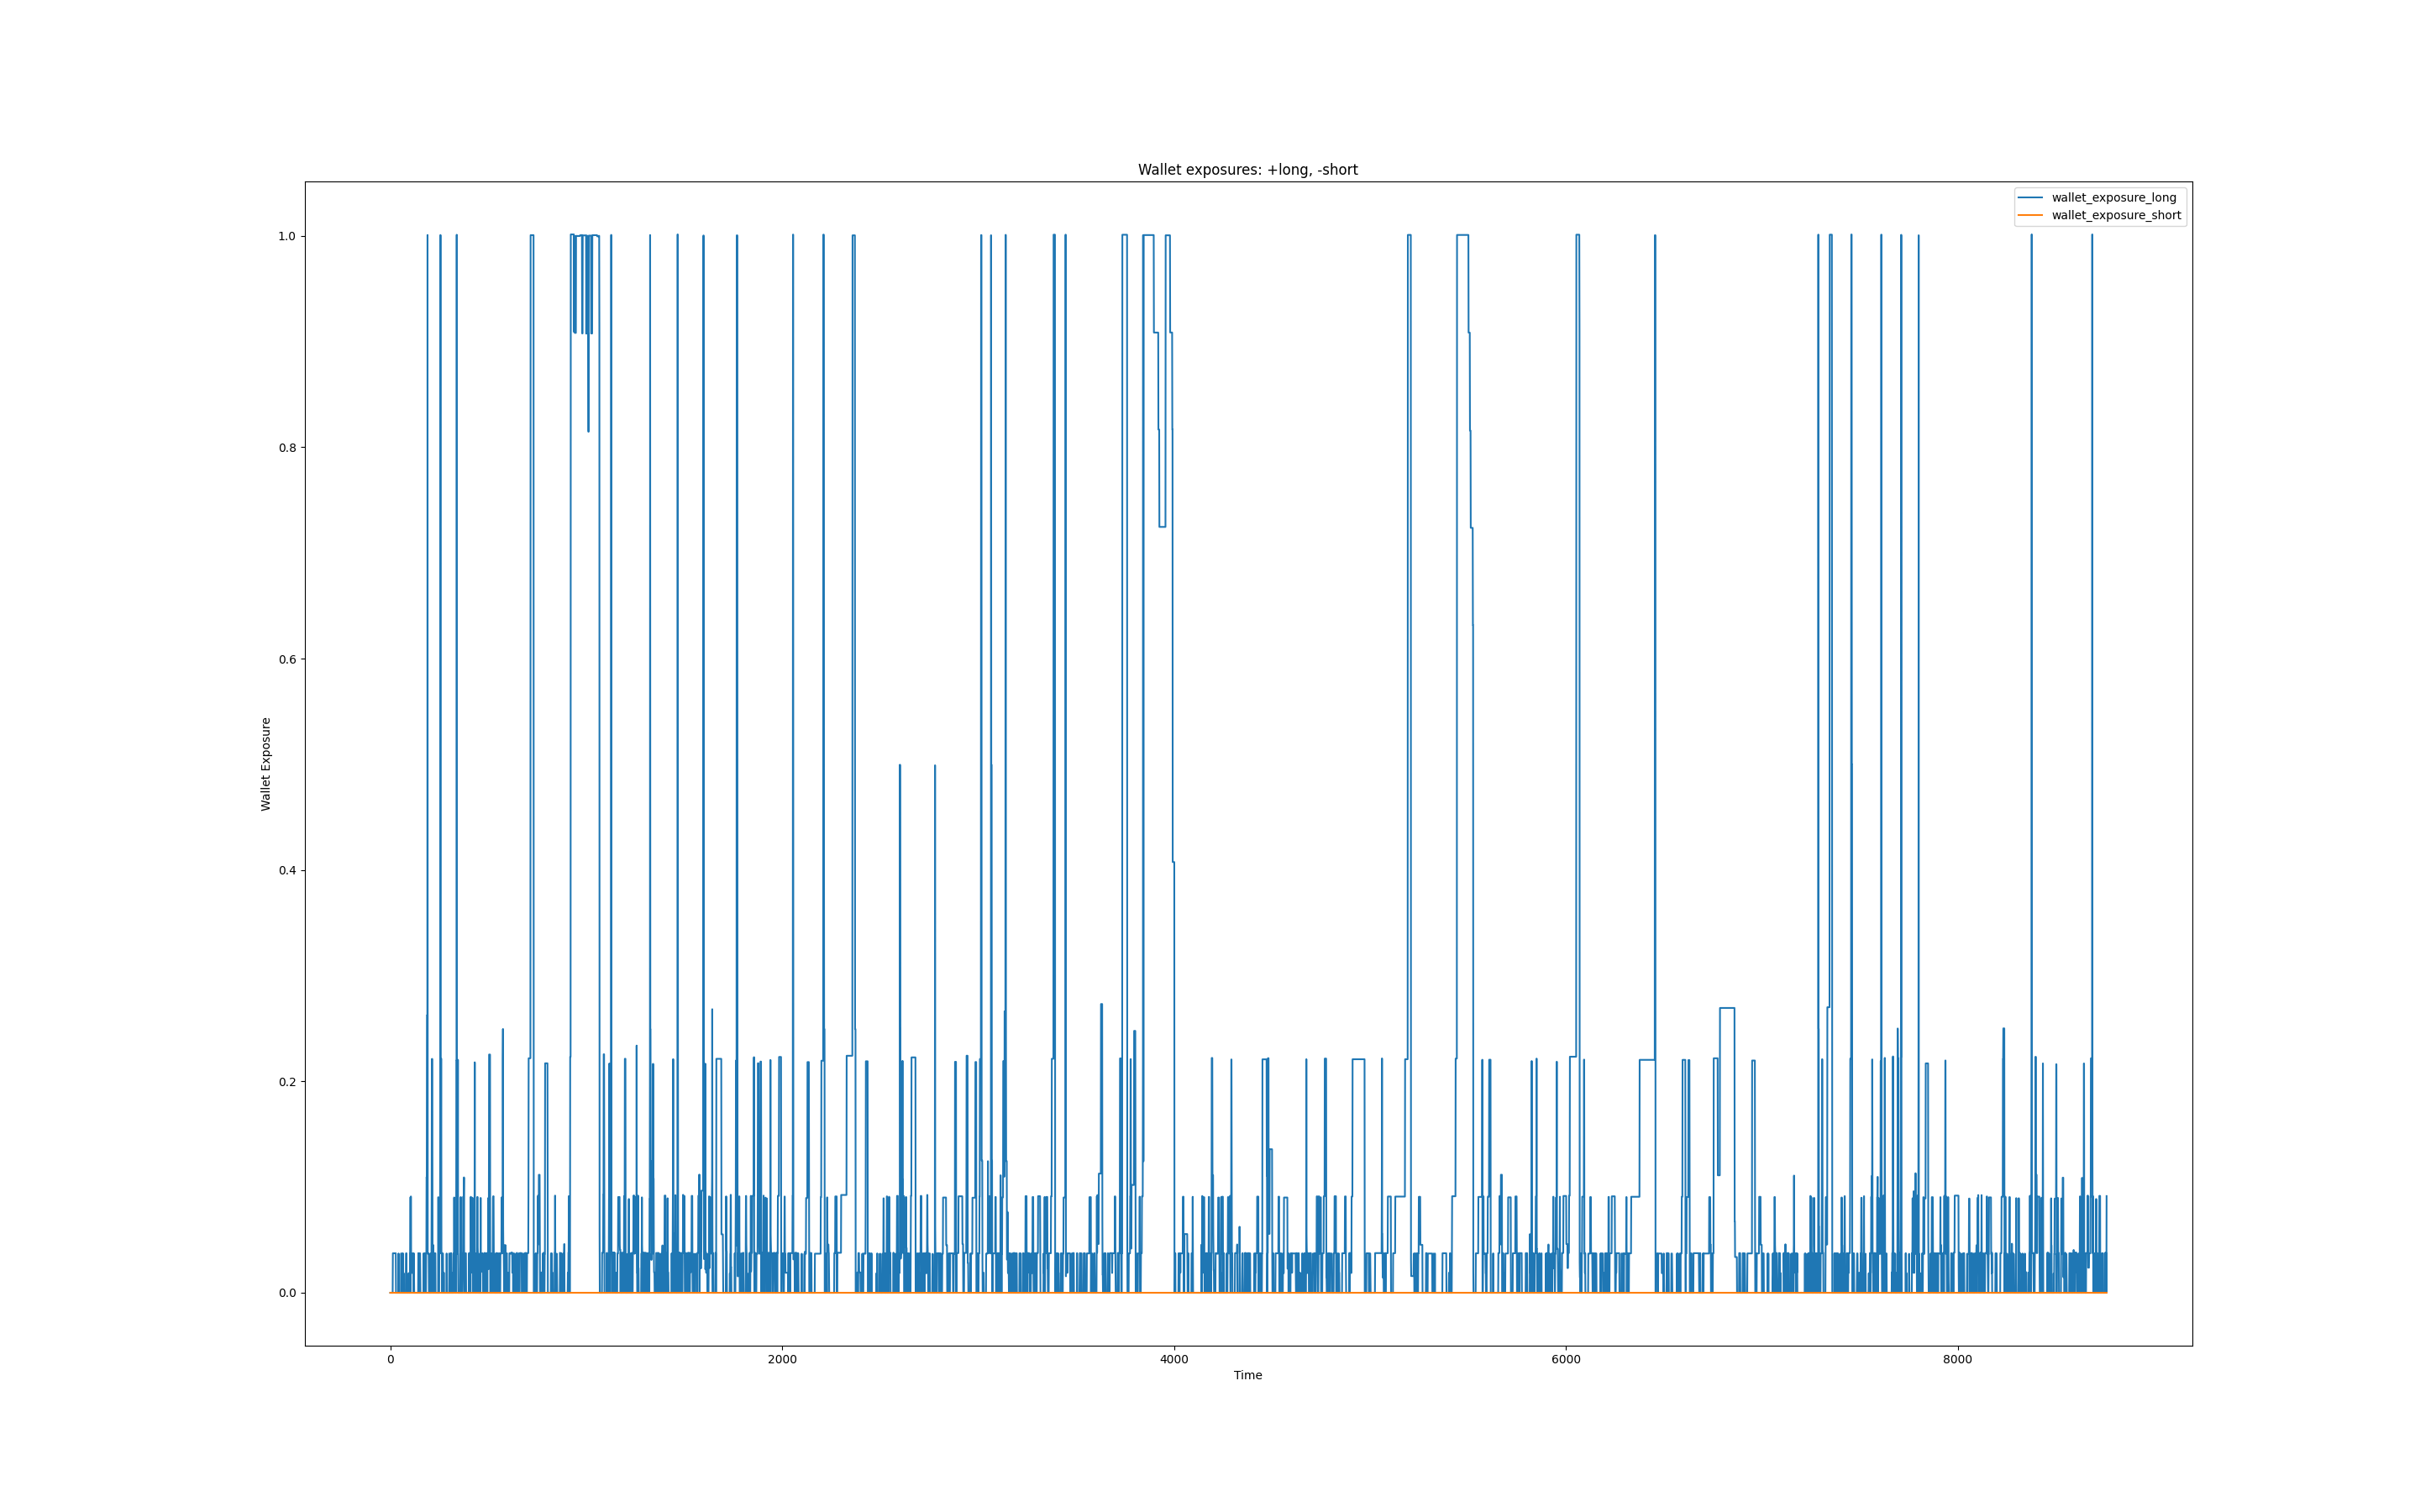 Wallet exposures: +long, -short
wallet_exposure_long
wallet_exposure_short
1.0
0.8
0.6
0.4
0.2
0.0
Wallet Exposure
0 2000 4000 6000 8000
Time